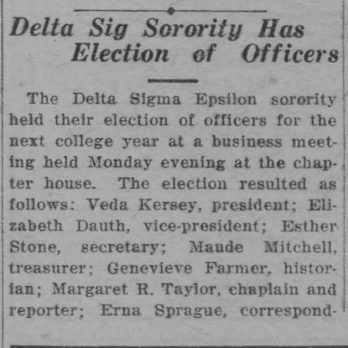 Delta Sig Sorority Has
Election of Officers
The Delta Sigma Epsilon sorority
held their election of officers for the
next college year at a business meet-
ing held Monday evening at the chap-
ter house. The election resulted as
follows: Veda Kersey, president; Eli-
zabeth Dauth, vice-president; Esther
Stone, secretary; Maude Mitchell,
treasurer; Genevieve Farmer, histor-
ian; Margaret R. Taylor, chaplain and
reporter; Erna Sprague, correspond-